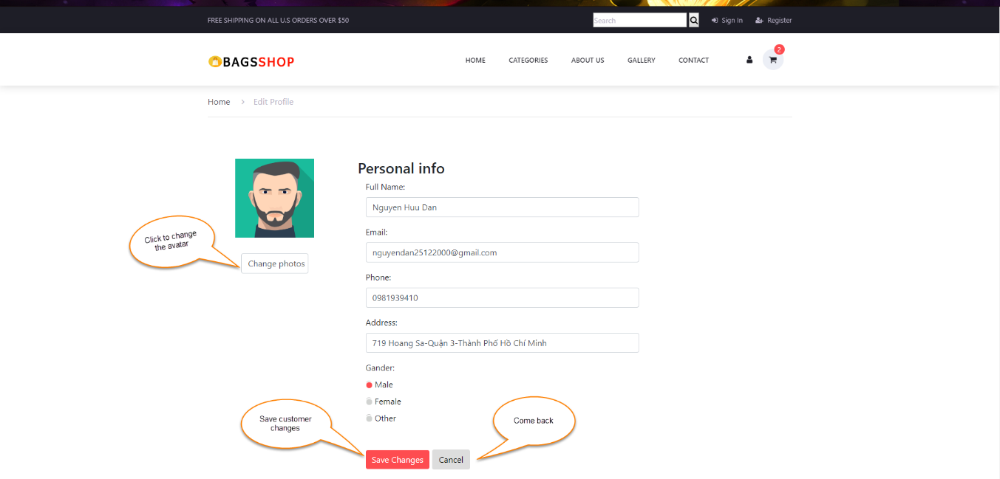 FREE SHIPPING ON ALL U.S ORDERS OVER $50
Search
Sign In
Register
BAGSSHOP
HOME
CATEGORIES
ABOUT US
GALLERY
CONTACT
2
Home > Edit Profile
Personal info
Full Name:
Nguyen Huu Dan
Click to change
the avatar
Change photos
Email:
nguyendan25122000@gmail.com
Phone:
0981939410
Address:
719 Hoang Sa-Quận 3-Thành Phố Hồ Chí Minh
Gander:
Male
Female
Other
Save customer
changes
Come back
Save Changes
Cancel